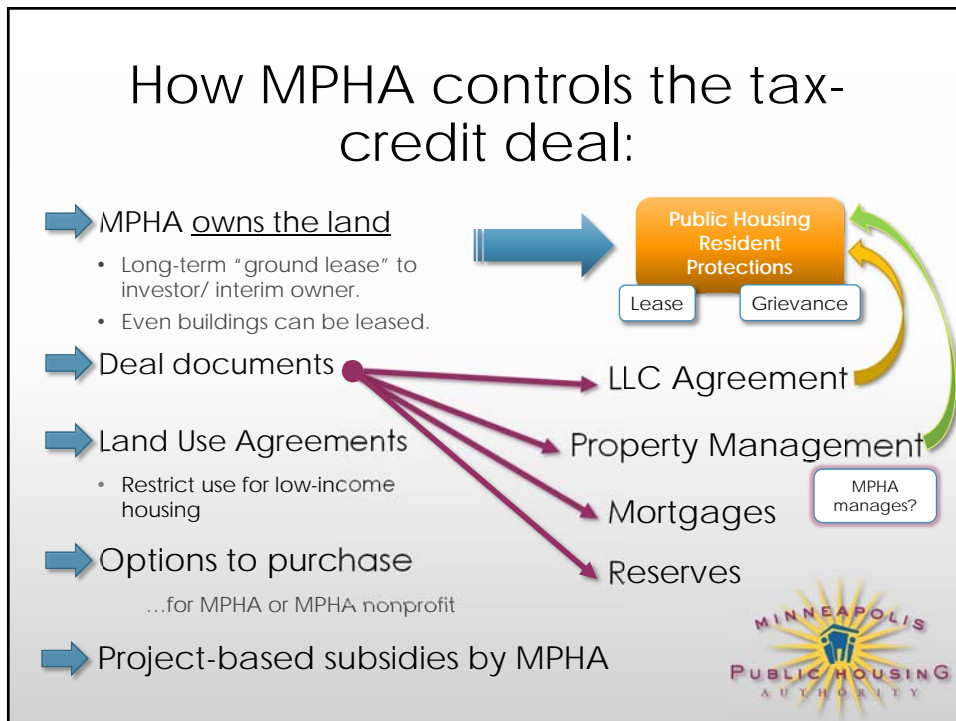 How MPHA controls the tax-
credit deal:
MPHA owns the land
• Long-term “ground lease” to
investor/ interim owner.
• Even buildings can be leased.
Deal documents
Land Use Agreements
• Restrict use for low-income
housing
Options to purchase
…for MPHA or MPHA nonprofit
Project-based subsidies by MPHA
Public Housing
Resident
Protections
Lease
Grievance
LLC Agreement
Property Management
MPHA
manages?
Mortgages
Reserves
MINNEAPOLIS
PUBLIC HOUSING
AUTHORITY